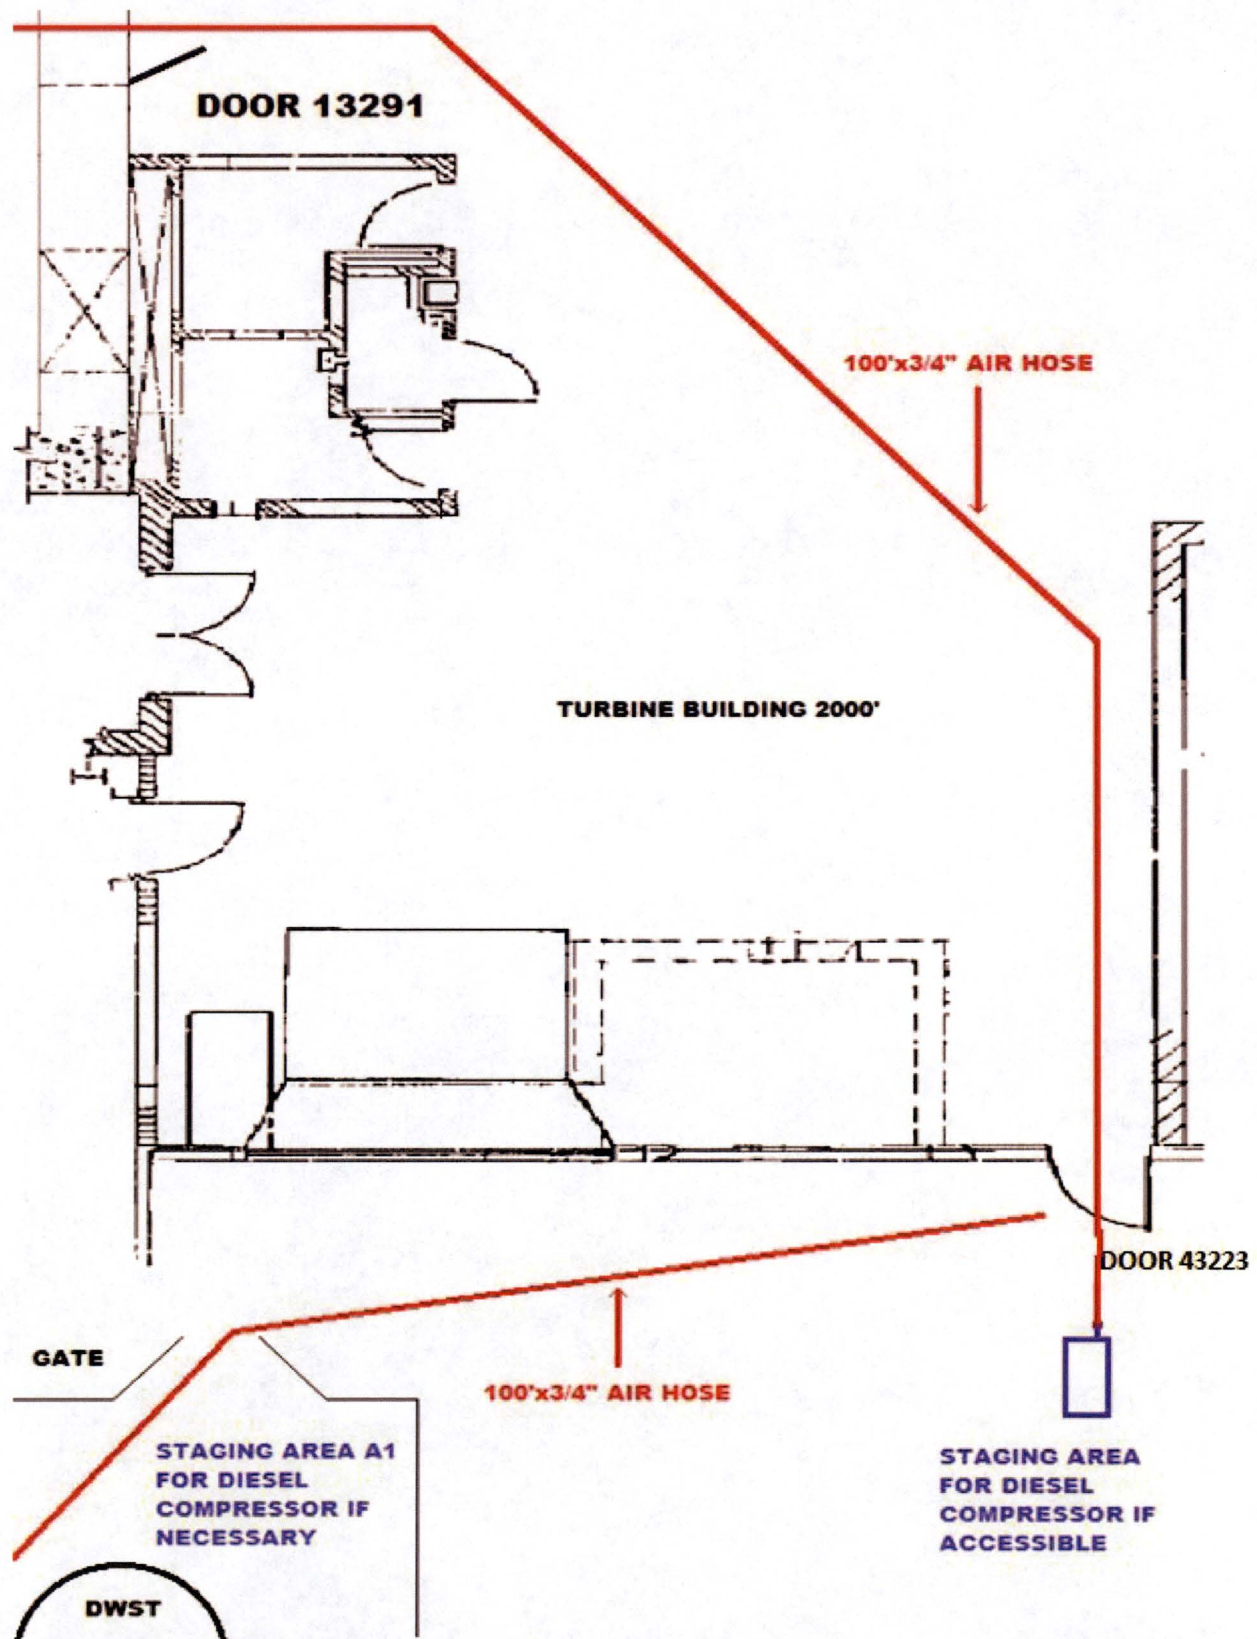 DOOR 13291
100'x3/4" AIR HOSE
TURBINE BUILDING 2000'
DOOR 43223
GATE
100'x3/4" AIR HOSE
STAGING AREA A1
FOR DIESEL
COMPRESSOR IF
NECESSARY
STAGING AREA
FOR DIESEL
COMPRESSOR IF
ACCESSIBLE
DWST